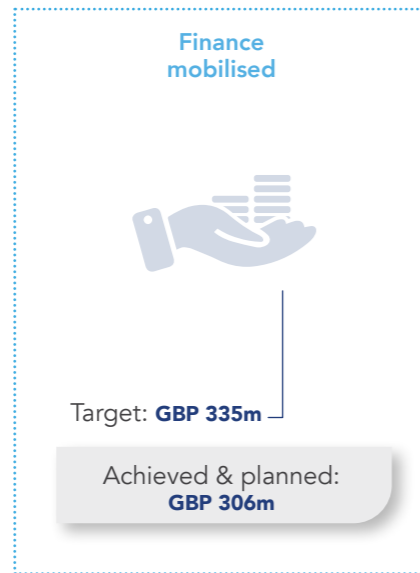 Finance
mobilised
Target: GBP 335m
Achieved & planned:
GBP 306m